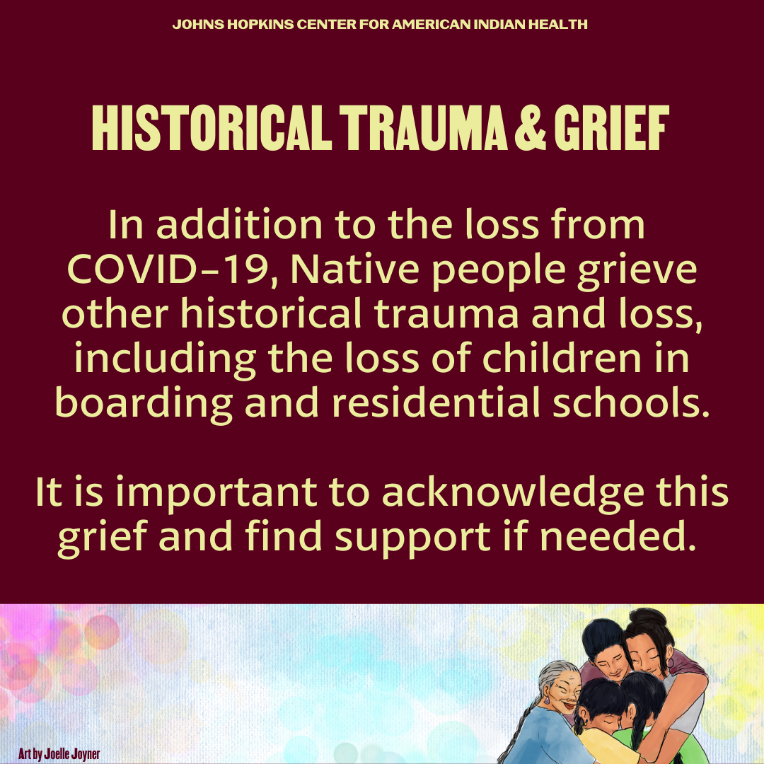 JOHNS HOPKINS CENTER FOR AMERICAN INDIAN HEALTH
HISTORICAL TRAUMA & GRIEF
In addition to the loss from
COVID-19, Native people grieve
other historical trauma and loss,
including the loss of children in
boarding and residential schools.
It is important to acknowledge this
grief and find support if needed.
Art by Joelle Joyner